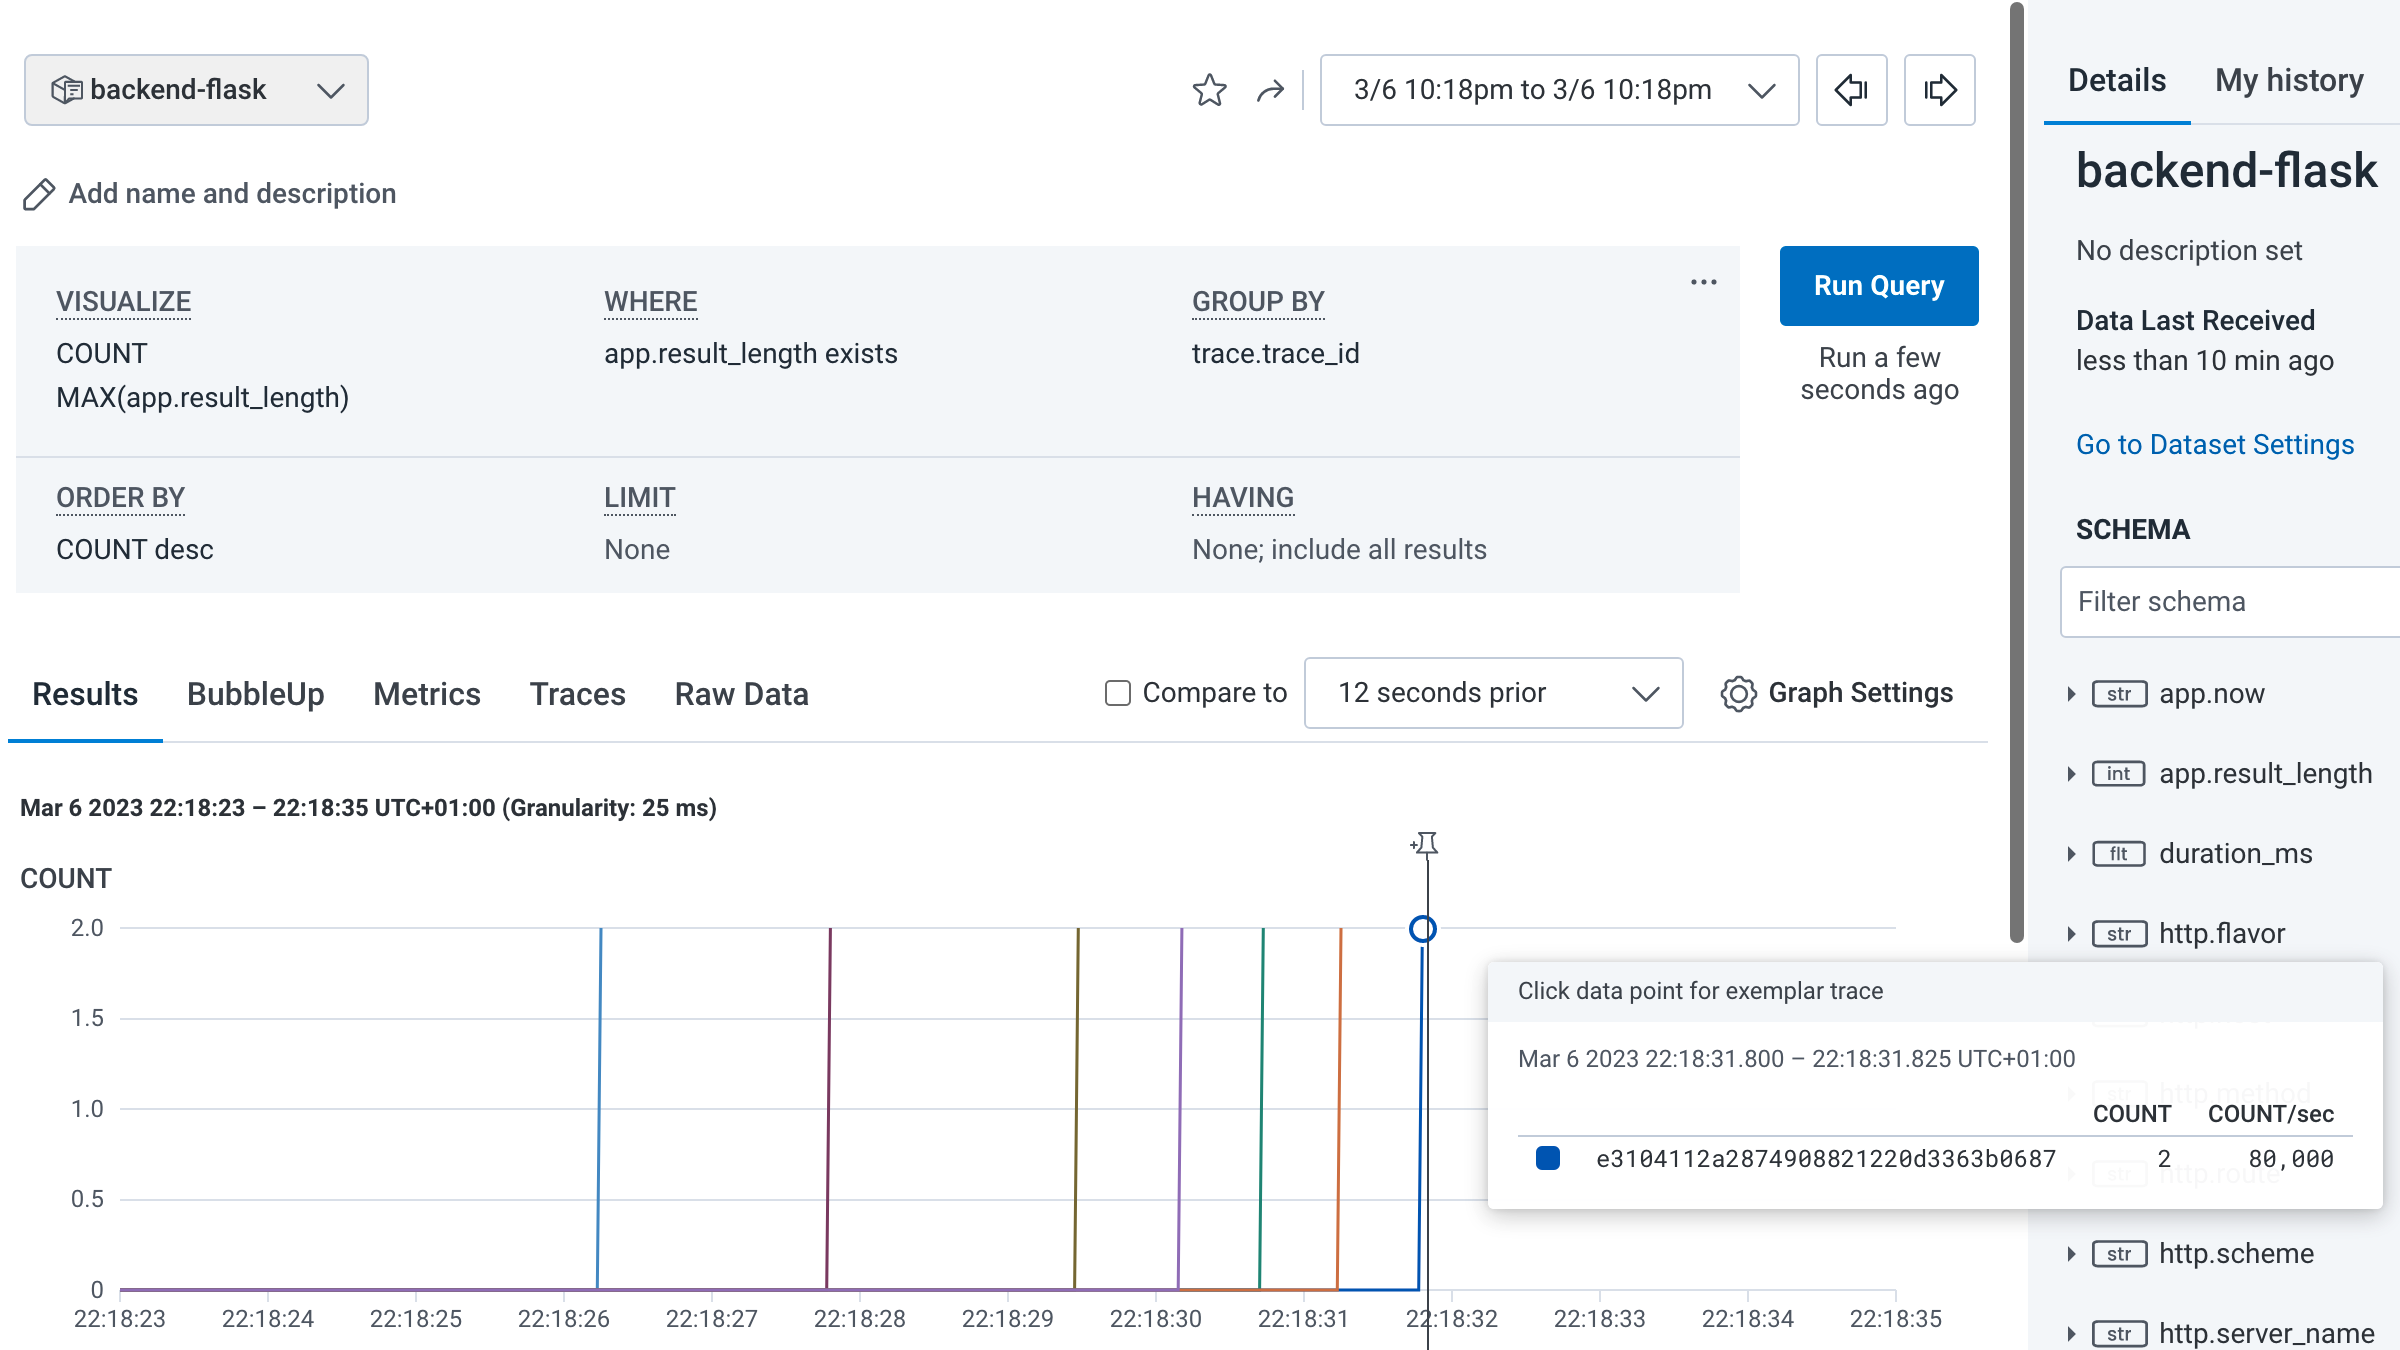 backend-flask
3/6 10:18pm to 3/6 10:18pm
Add name and description
VISUALIZE
COUNT
MAX(app.result_length)
WHERE
app.result_length exists
GROUP BY
trace.trace_id
Run Query
Run a few
seconds ago
ORDER BY
COUNT desc
LIMIT
None
HAVING
None; include all results
Results BubbleUp Metrics Traces Raw Data
Compare to 12 seconds prior
Graph Settings
Mar 6 2023 22:18:23 – 22:18:35 UTC+01:00 (Granularity: 25 ms)
COUNT
2.0
1.5
1.0
0.5
0
22:18:23 22:18:24 22:18:25 22:18:26 22:18:27 22:18:28 22:18:29 22:18:30 22:18:31 22:18:32 22:18:33 22:18:34 22:18:35
Click data point for exemplar trace
Mar 6 2023 22:18:31.800 – 22:18:31.825 UTC+01:00
COUNT COUNT/sec
e3104112a2874908821220d3363b0687 2 80,000
Details My history
backend-flask
No description set
Data Last Received
less than 10 min ago
Go to Dataset Settings
SCHEMA
Filter schema
str app.now
int app.result_length
flt duration_ms
str http.flavor
str http.method
str http.route
str http.scheme
str http.server_name